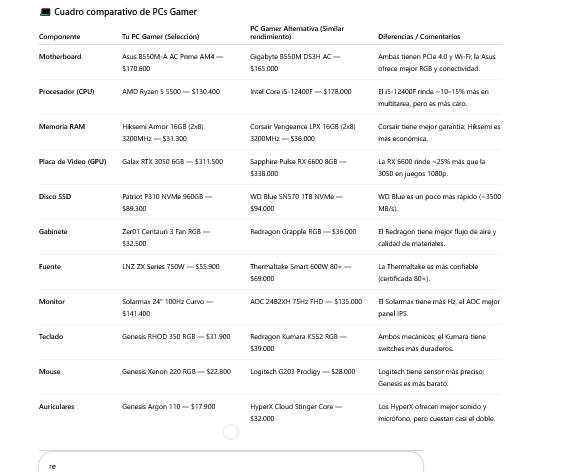 💻 Cuadro comparativo de PCs Gamer
Componente Tu PC Gamer (Selección) PC Gamer Alternativa (Similar
rendimiento) Diferencias / Comentarios
Motherboard Asus B550M-A AC Prime AM4 — Gigabyte B550M DS3H AC — Ambas tienen PCIe 4.0 y Wi-Fi; la Asus
$170.600 $165.000 ofrece mejor RGB y conectividad.
Procesador (CPU) AMD Ryzen 5 5500 — $130.400 Intel Core i5-12400F — $178.000 El i5-12400F rinde ~10–15% más en
multitarea, pero es más caro.
Memoria RAM Hiksemi Armor 16GB (2x8) Corsair Vengeance LPX 16GB (2x8) Corsair tiene mejor garantía; Hiksemi es
3200MHz — $31.300 3200MHz — $36.000 más económica.
Placa de Video (GPU) Galax RTX 3050 6GB — $311.500 Sapphire Pulse RX 6600 8GB — La RX 6600 rinde ~25% más que la
$338.000 3050 en juegos 1080p.
Disco SSD Patriot P310 NVMe 960GB — WD Blue SN570 1TB NVMe — WD Blue es un poco más rápido (~3500
$89.300 $94.000 MB/s).
Gabinete Zer01 Centauri 3 Fan RGB — Redragon Grapple RGB — $36.000 El Redragon tiene mejor flujo de aire y
$32.500 calidad de materiales.
Fuente LNZ ZX Series 750W — $55.900 Thermaltake Smart 600W 80+ — La Thermaltake es más confiable
$69.000 (certificada 80+).
Monitor Solarmax 24" 100Hz Curvo — AOC 24B2XH 75Hz FHD — $135.000 El Solarmax tiene más Hz, el AOC mejor
$141.400 panel IPS.
Teclado Genesis RHOD 350 RGB — $31.900 Redragon Kumara K552 RGB — Ambos mecánicos; el Kumara tiene
$39.000 switches más duraderos.
Mouse Genesis Xenon 220 RGB — $22.800 Logitech G203 Prodigy — $28.000 Logitech tiene sensor más preciso;
Genesis es más barato.
Auriculares Genesis Argon 110 — $17.900 HyperX Cloud Stinger Core — Los HyperX ofrecen mejor sonido y
$32.000 micrófono, pero cuestan casi el doble.
re